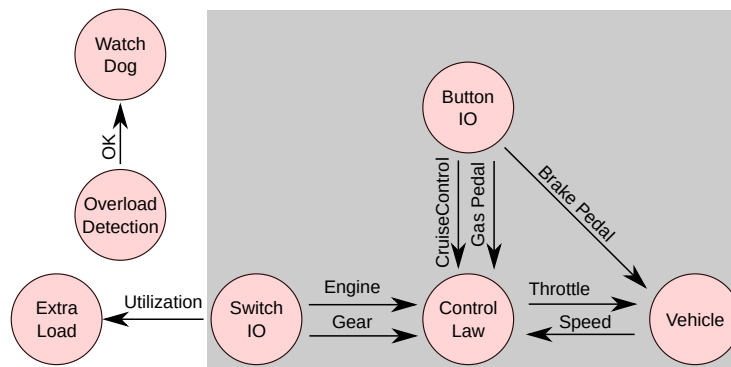 Watch
Dog
Button
IO
OK
CruiseControl
Gas Pedal
Brake Pedal
Overload
Detection
Extra
Load
Utilization
Switch
IO
Engine
Gear
Control
Law
Throttle
Speed
Vehicle